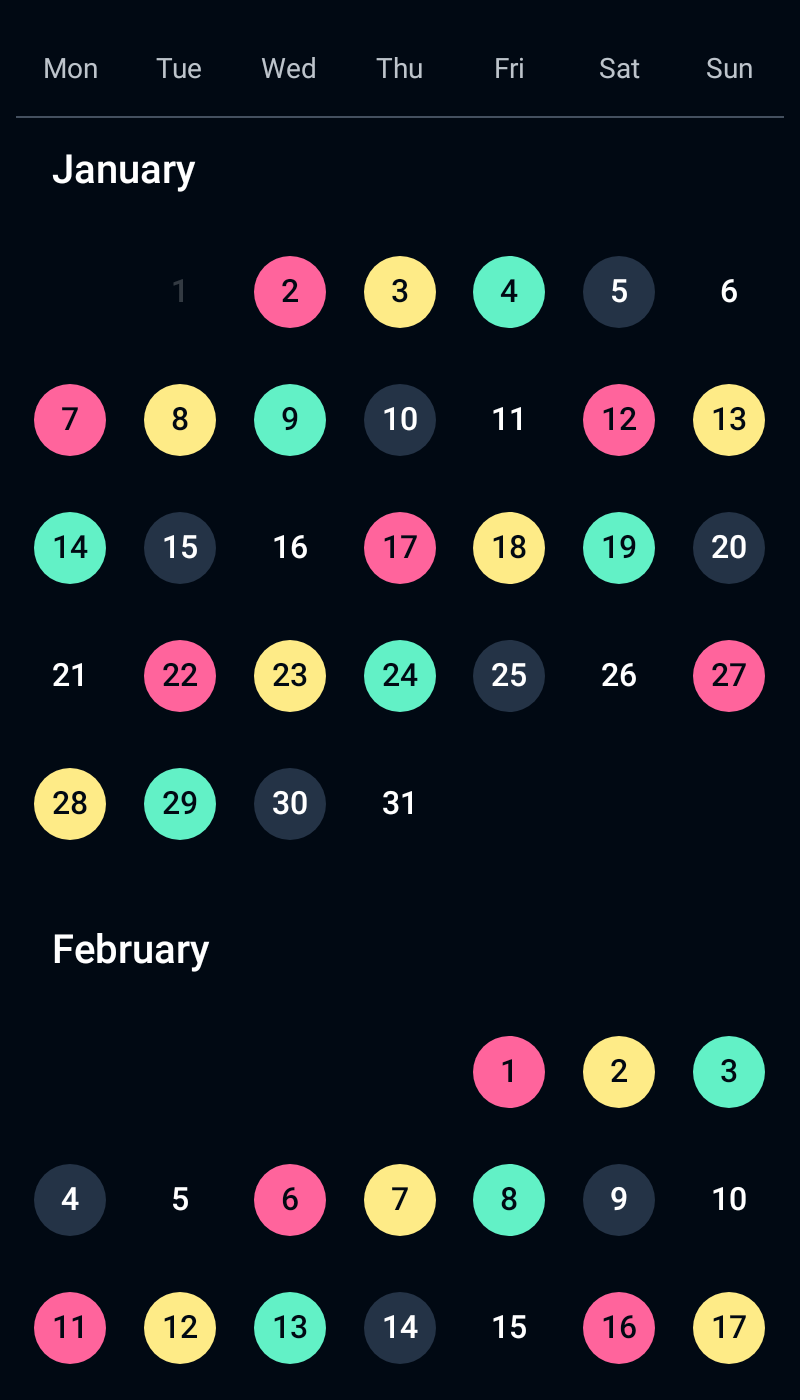 Mon Tue Wed Thu Fri Sat Sun
January
1 2 3 4 5 6
7 8 9 10 11 12 13
14 15 16 17 18 19 20
21 22 23 24 25 26 27
28 29 30 31
February
1 2 3
4 5 6 7 8 9 10
11 12 13 14 15 16 17